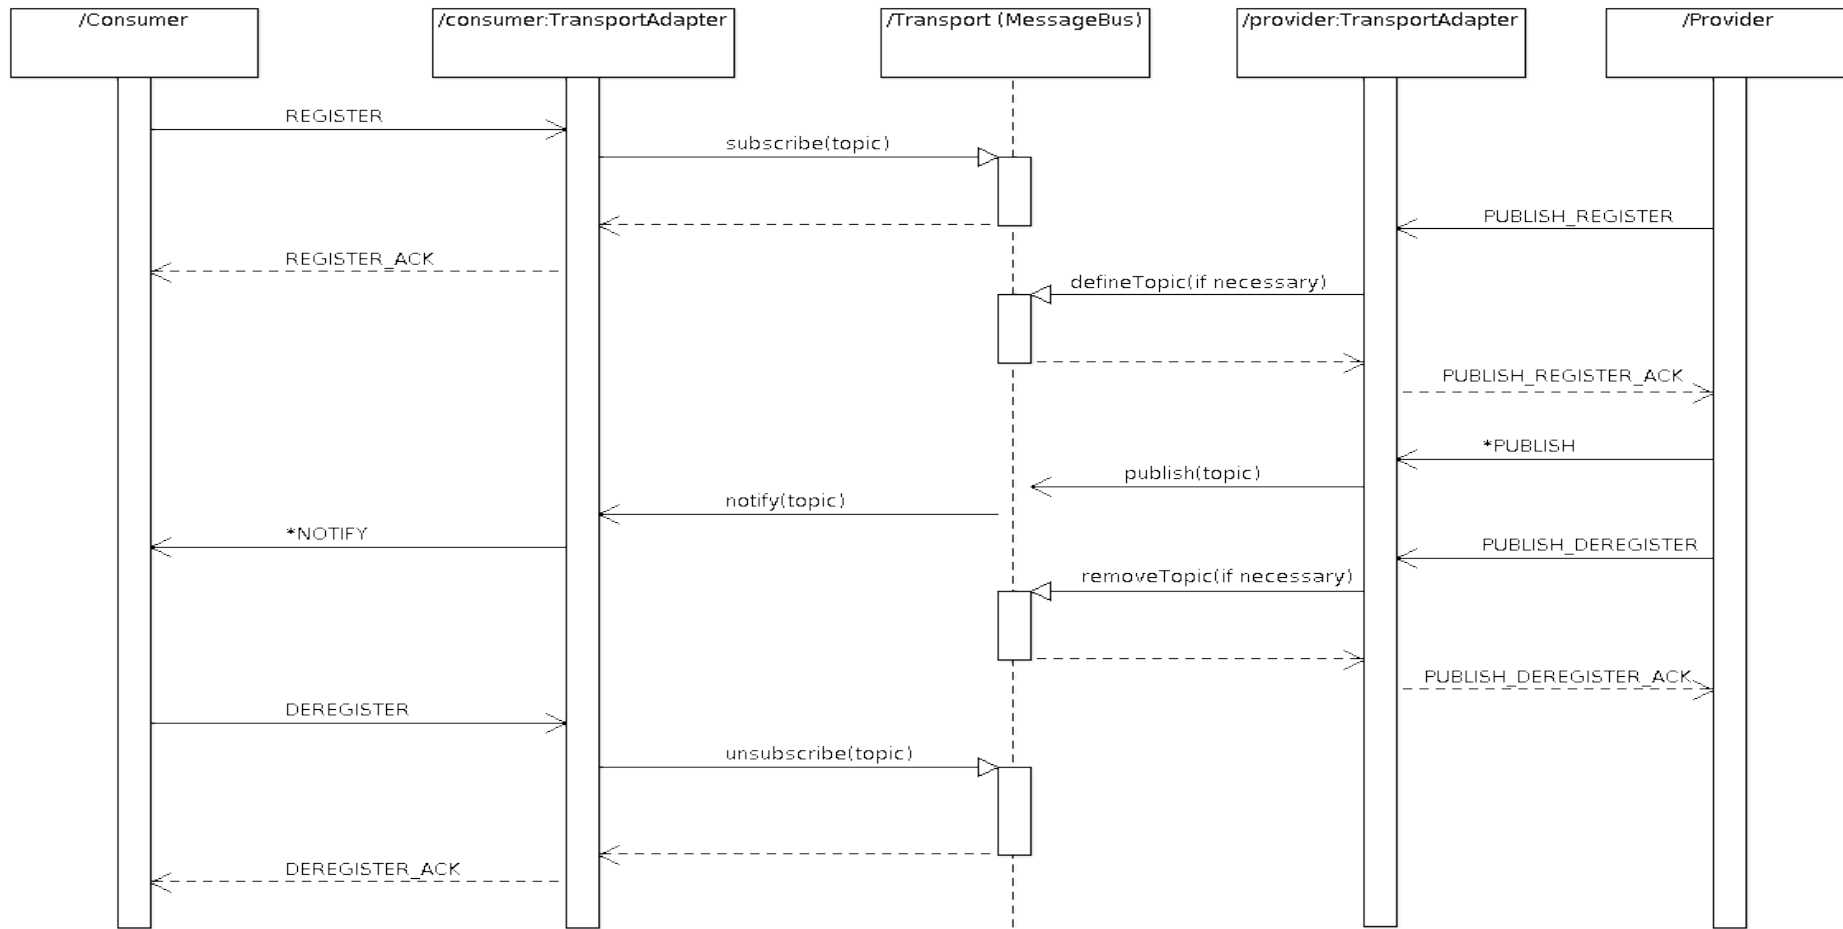 /Consumer
/consumer:TransportAdapter
/Transport (MessageBus)
/provider:TransportAdapter
/Provider
REGISTER
subscribe(topic)
PUBLISH_REGISTER
REGISTER_ACK
defineTopic(if necessary)
PUBLISH_REGISTER_ACK
*PUBLISH
publish(topic)
notify(topic)
*NOTIFY
PUBLISH_DEREGISTER
removeTopic(if necessary)
PUBLISH_DEREGISTER_ACK
DEREGISTER
unsubscribe(topic)
DEREGISTER_ACK